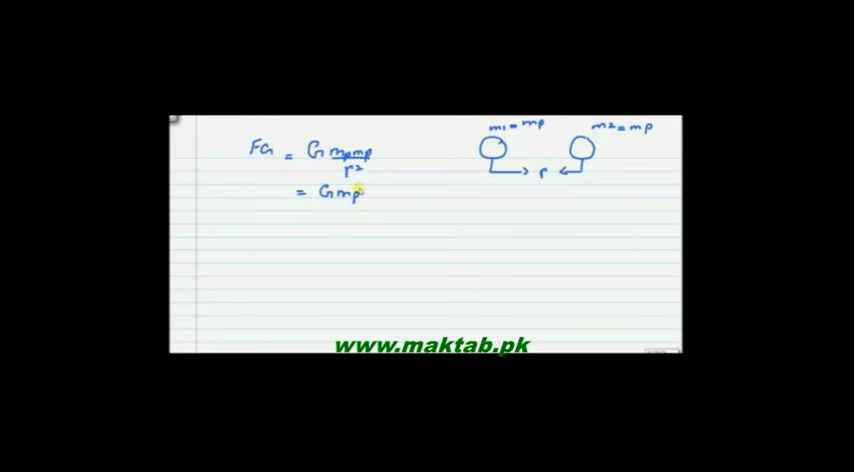 m1 = mp
m2 = mp
FG = G mpmp
r2
r
= Gmp
www.maktab.pk